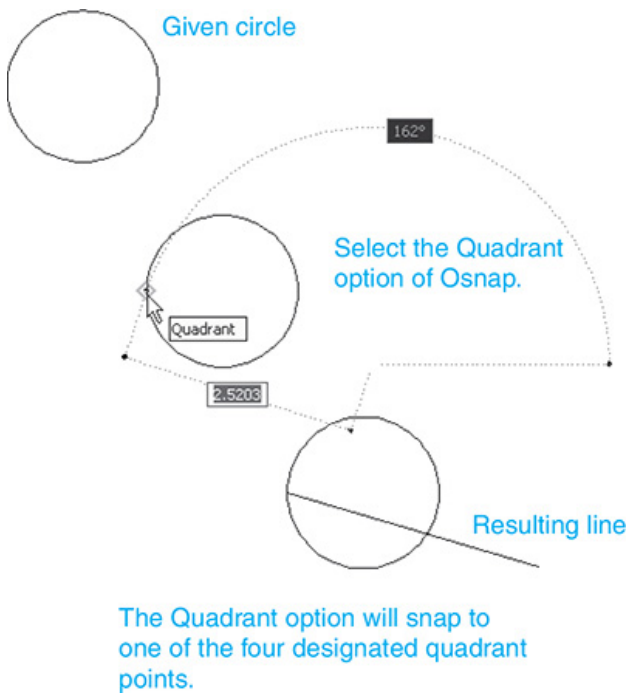 Given circle
162°
Select the Quadrant
option of Osnap.
Quadrant
2.5203
Resulting line
The Quadrant option will snap to
one of the four designated quadrant
points.